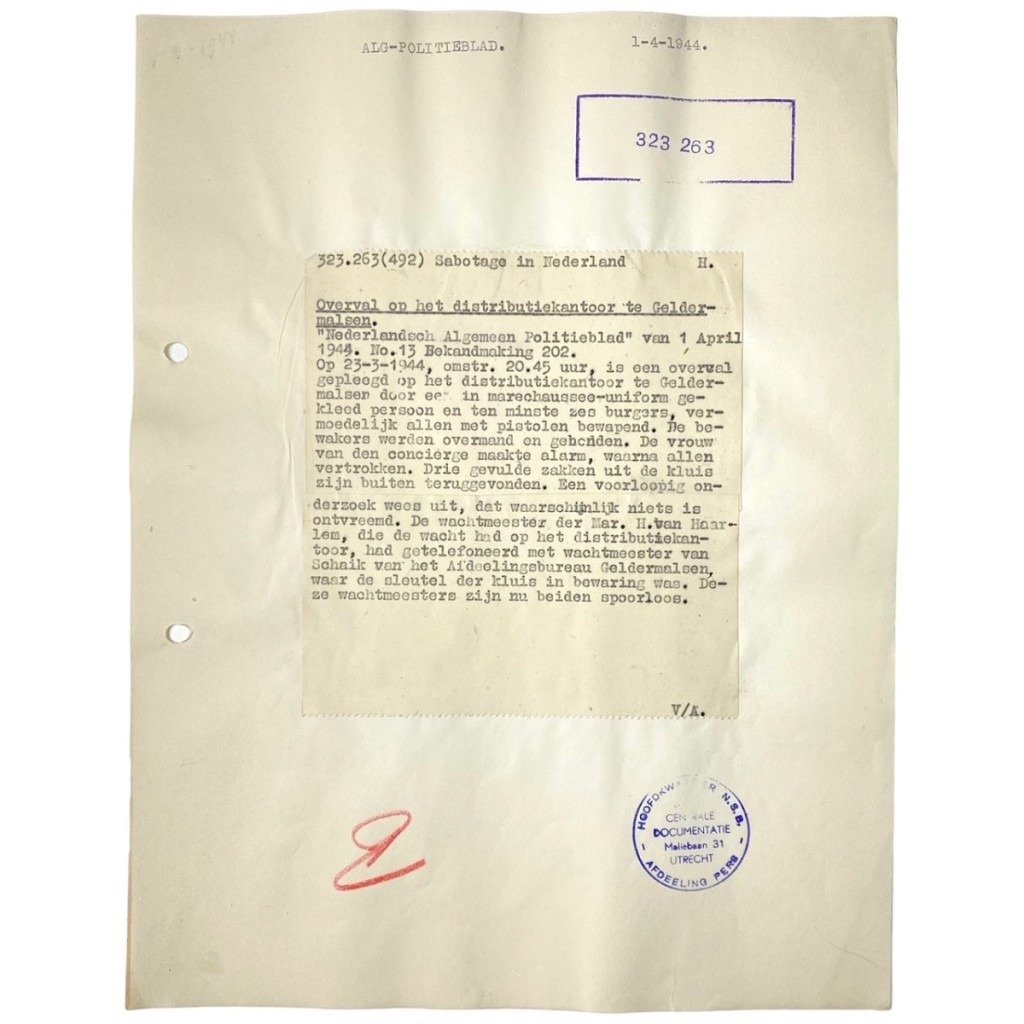 ALG-POLITIEBLAD. 1-4-1944.
323 263
323.263(492) Sabotage in Nederland H.
Overval op het distributiekantoor te Gelder-
malsen.
"Nederlandsch Algemeen Politieblad" van 1 April
1944. No.13 Bekandmaking 202.
Op 23-3-1944, omstr. 20.45 uur, is een overval
gepleegd op het distributiekantoor te Gelder-
malsen door een in marechaussee-uniform ge-
kleed persoon en ten minste zes burgers, ver-
moedelijk allen met pistolen bewapend. De be-
wakers werden overmand en gebonden. De vrouw
van den concierge maakte alarm, waarna allen
vertrokken. Drie gevulde zakken uit de kluis
zijn buiten teruggevonden. Een voorloopig on-
derzoek wees uit, dat waarschijnlijk niets is
ontvreemd. De wachtmeester der Mar. H.van Haar-
lem, die de wacht had op het distributiekan-
toor, had getelefoneerd met wachtmeester van
Schaik van het Afdeelingsbureau Geldermalsen,
waar de sleutel der kluis in bewaring was. De-
ze wachtmeesters zijn nu beiden spoorloos.
V/A.
N.S.B.
DOCUMENTATIE
Maliebaan 31
UTRECHT
AFDEELING PERS